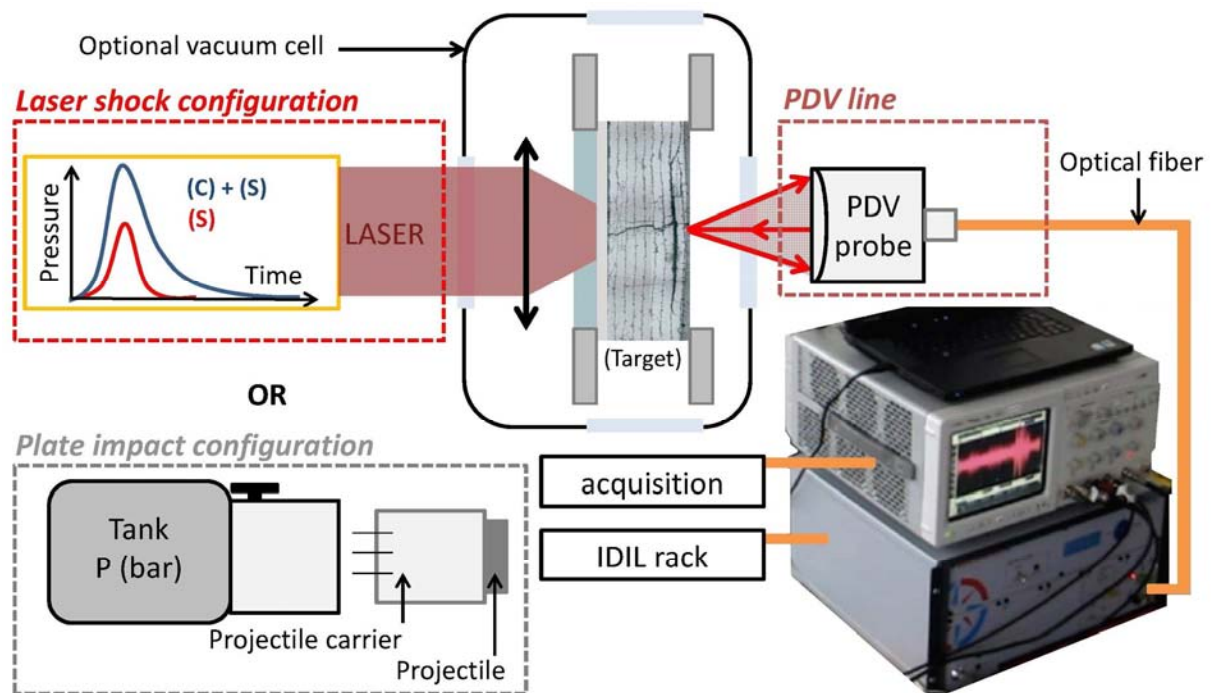 Optional vacuum cell
Laser shock configuration
PDV line
Optical fiber
(C) + (S)
(S)
Pressure
Time
LASER
PDV
probe
(Target)
OR
Plate impact configuration
Tank
P (bar)
Projectile carrier
Projectile
acquisition
IDIL rack